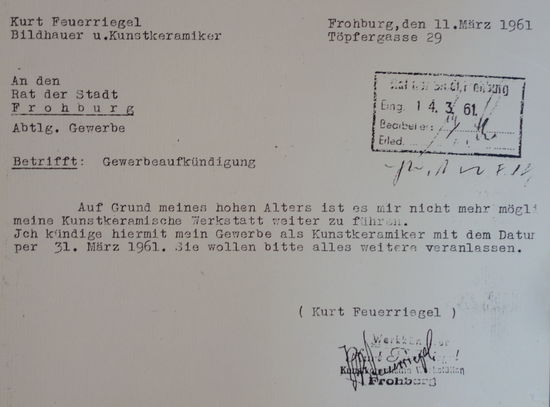 Kurt Feuerriegel
Bildhauer u.Kunstkeramiker
Frohburg,den 11.März 1961
Töpfergasse 29
An den
Rat der Stadt
Frohburg
Abtlg. Gewerbe
Eing. 14. 3. 61.
Bearbeiter:
Erled.
Betrifft: Gewerbeaufkündigung
Auf Grund meines hohen Alters ist es mir nicht mehr mögli
meine Kunstkeramische Werkstatt weiter zu führen.
Jch kündige hiermit mein Gewerbe als Kunstkeramiker mit dem Datum
per 31. März 1961. Sie wollen bitte alles weitere veranlassen.
( Kurt Feuerriegel )
Frohburg